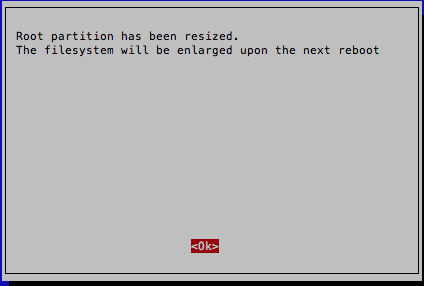 Root partition has been resized.
The filesystem will be enlarged upon the next reboot
<Ok>